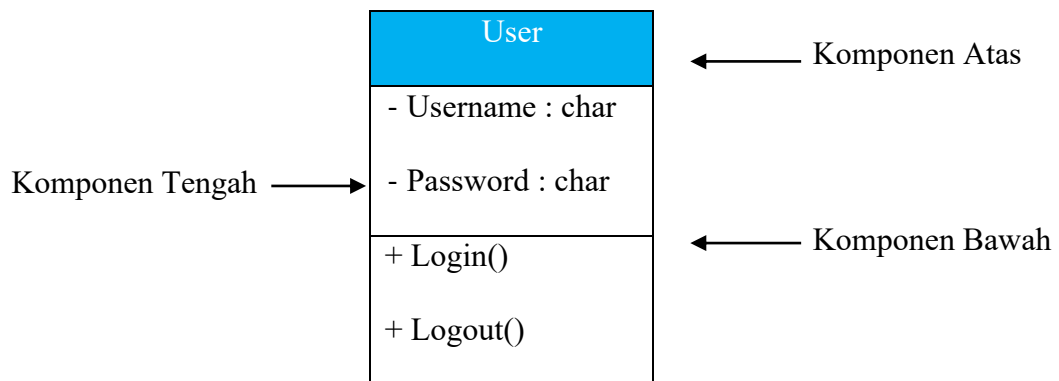 User
Komponen Atas
- Username : char
Komponen Tengah
- Password : char
Komponen Bawah
+ Login()
+ Logout()